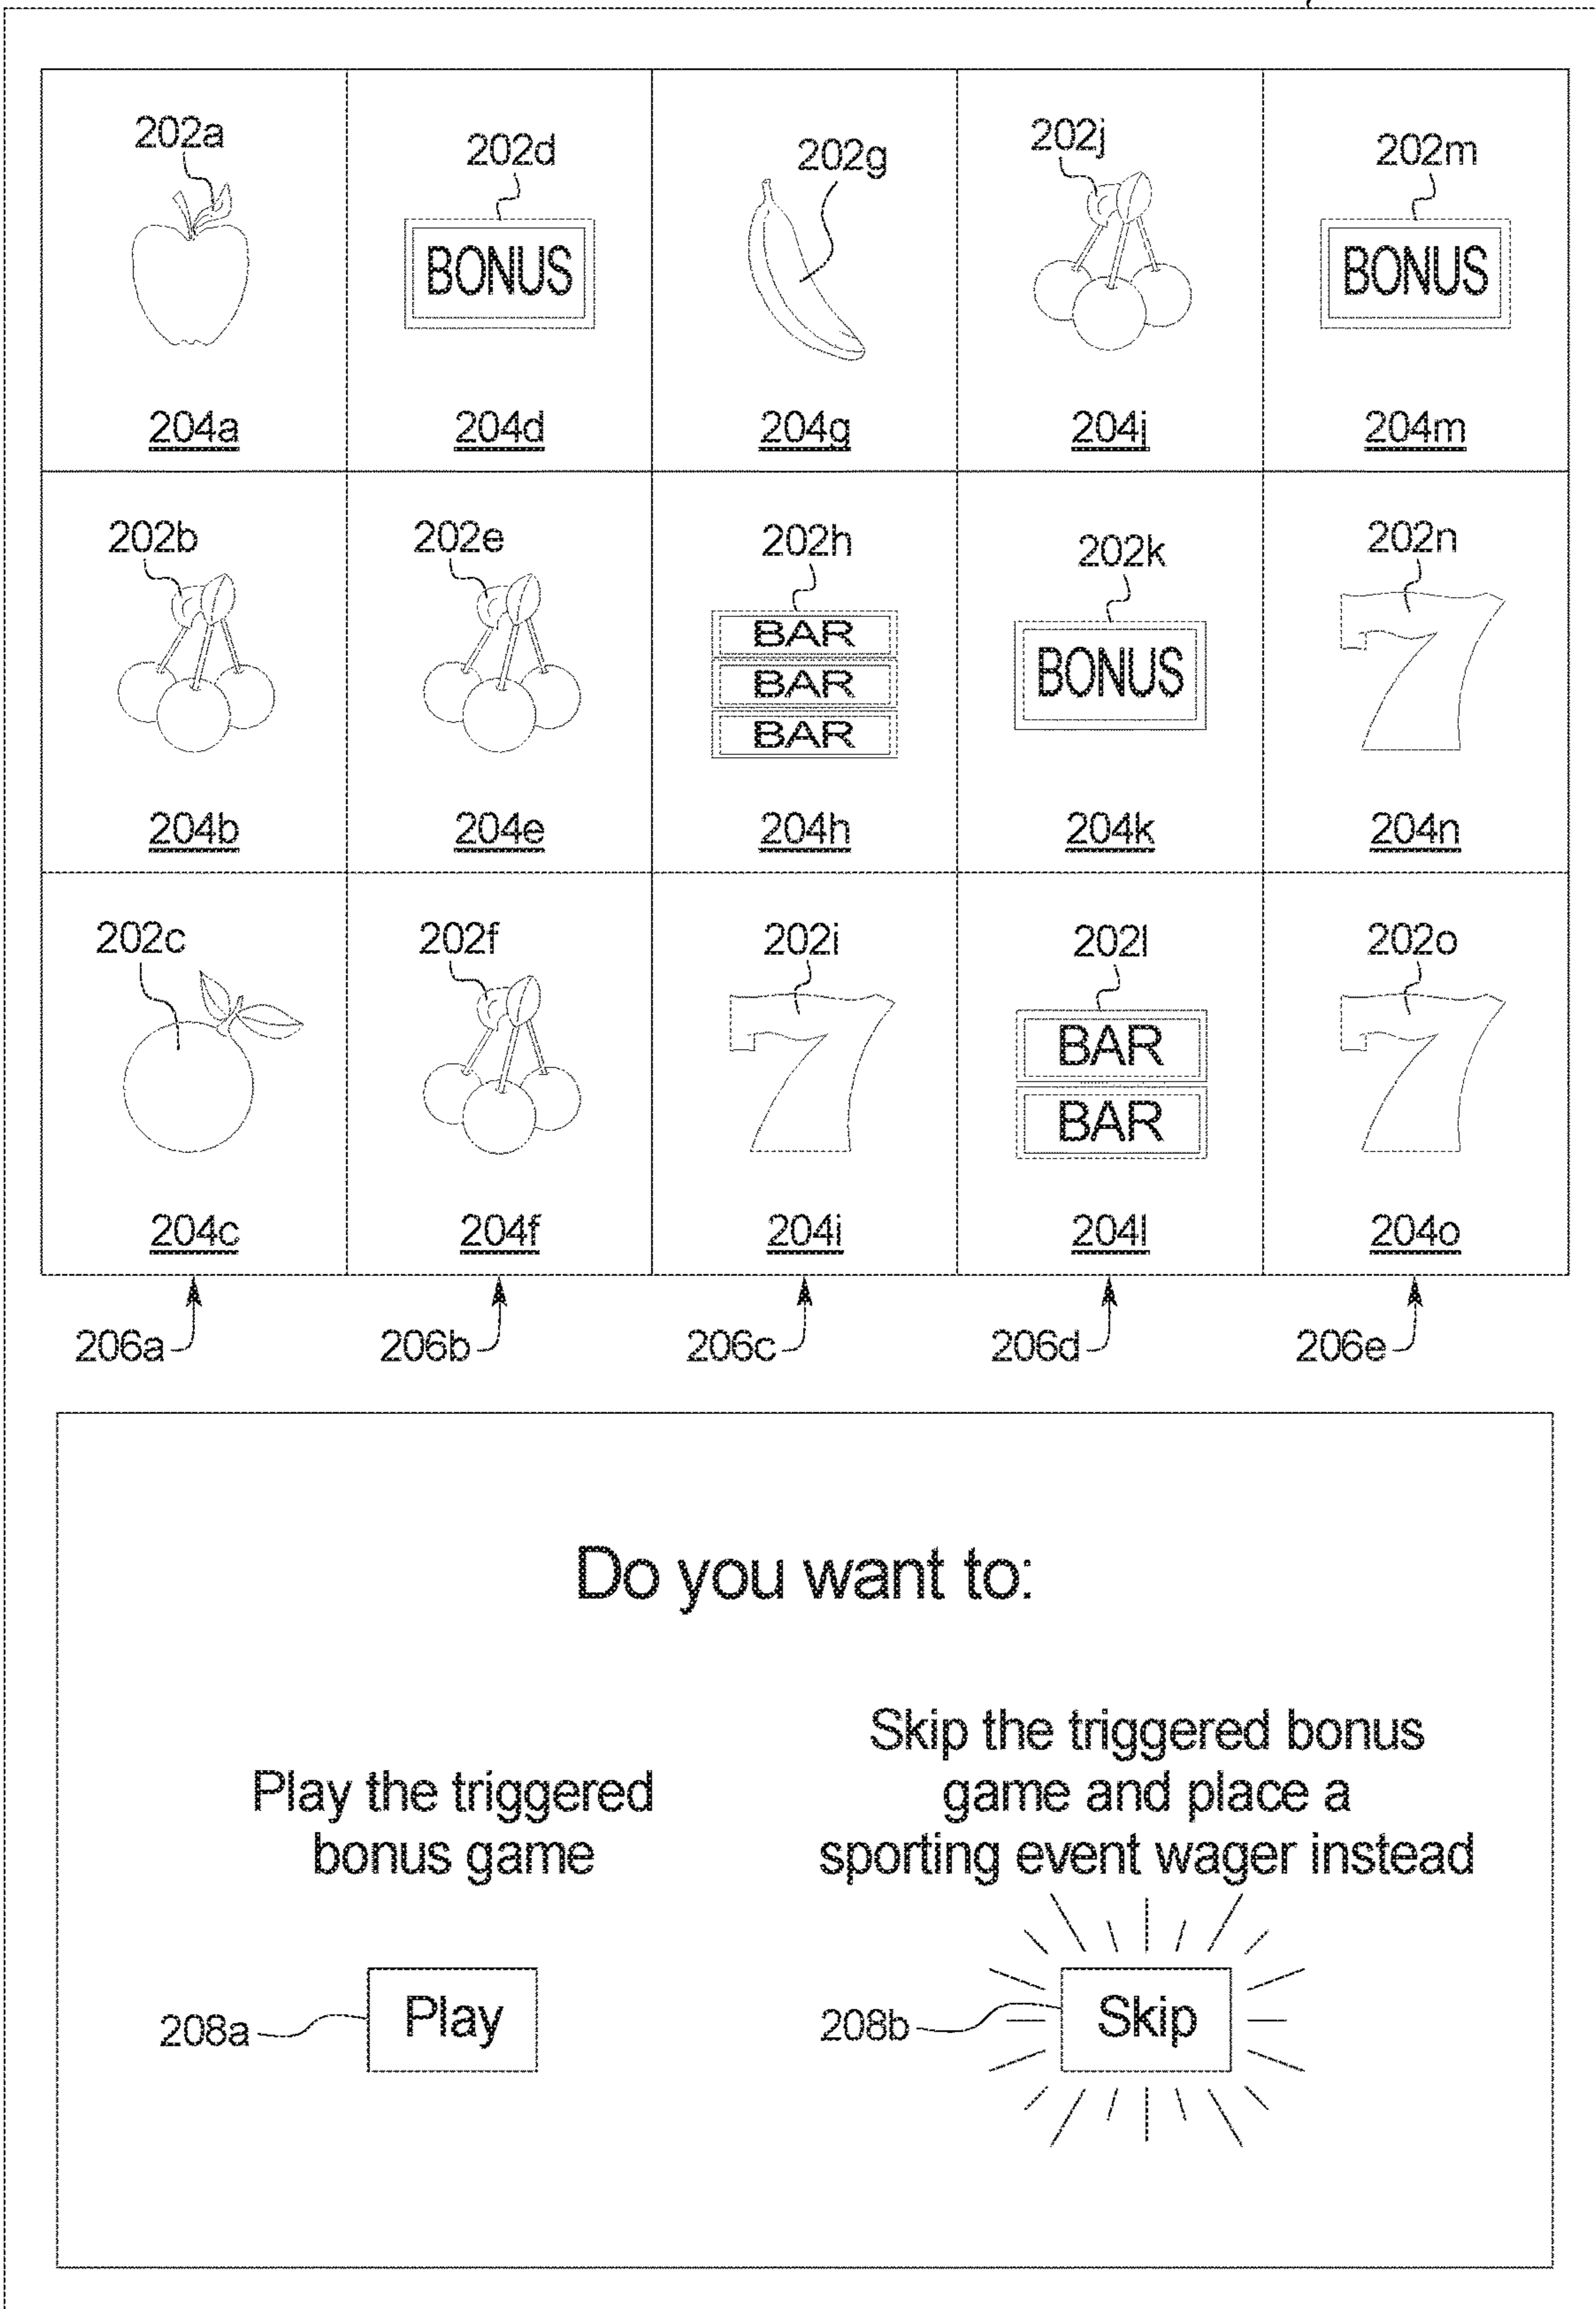 202a 202d 202g 202j 202m
BONUS BONUS
204a 204d 204g 204j 204m
202b 202e 202h 202k 202n
BAR
BAR
BAR
BONUS
204b 204e 204h 204k 204n
202c 202f 202i 202l 202o
BAR
BAR
204c 204f 204i 204l 204o
206a 206b 206c 206d 206e
Do you want to:
Play the triggered
bonus game
208a Play
Skip the triggered bonus
game and place a
sporting event wager instead
208b Skip